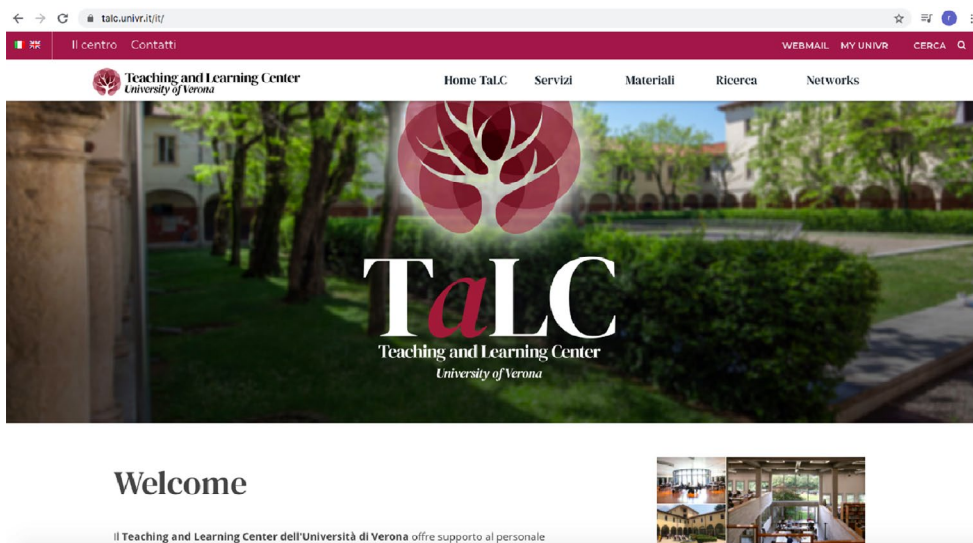 talc.univr.it/it/
Il centro Contatti WEBMAIL MY UNIVR CERCA
Teaching and Learning Center
University of Verona
Home TaLC Servizi Materiali Ricerca Networks
TaLC
Teaching and Learning Center
University of Verona
Welcome
Il Teaching and Learning Center dell'Università di Verona offre supporto al personale